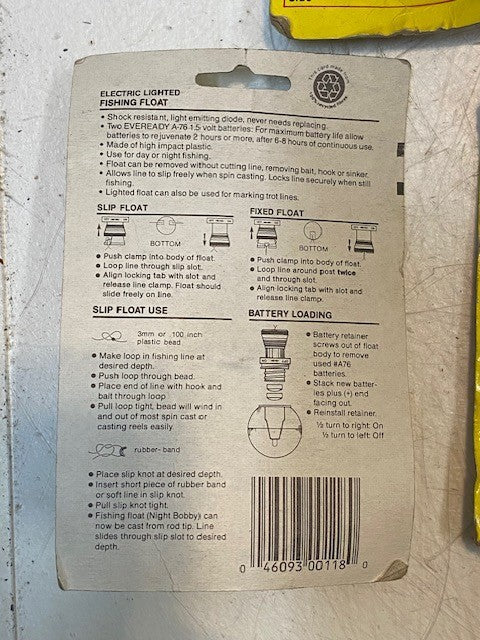 ELECTRIC LIGHTED
FISHING FLOAT
• Shock resistant, light emitting diode, never needs replacing.
• Two EVEREADY A-76 1.5 volt batteries: For maximum battery life allow
batteries to rejuvenate 2 hours or more, after 6-8 hours of continuous use.
• Made of high impact plastic.
• Use for day or night fishing.
• Float can be removed without cutting line, removing bait, hook or sinker.
• Allows line to slip freely when spin casting. Locks line securely when still
fishing.
• Lighted float can also be used for marking trot lines.
SLIP FLOAT
BOTTOM
• Push clamp into body of float.
• Loop line through slip slot.
• Align locking tab with slot and
release line clamp. Float should
slide freely on line.
FIXED FLOAT
BOTTOM
• Push clamp into body of float.
• Loop line around post twice
and through slot.
• Align locking tab with slot and
release line clamp.
SLIP FLOAT USE
3mm or .100 inch
plastic bead
• Make loop in fishing line at
desired depth.
• Push loop through bead.
• Place end of line with hook and
bait through loop.
• Pull loop tight, bead will wind in
and out of most spin cast or
casting reels easily.
rubber-band
• Place slip knot at desired depth.
• Insert short piece of rubber band
or soft line in slip knot.
• Pull slip knot tight.
• Fishing float (Night Bobby) can
now be cast from rod tip. Line
slides through slip slot to desired
depth.
BATTERY LOADING
• Battery retainer
screws out of float
body to remove
used #A76
batteries.
• Stack new batter-
ies plus (+) end
facing out.
• Reinstall retainer.
½ turn to right: On
½ turn to left: Off
0 46093 00118 0